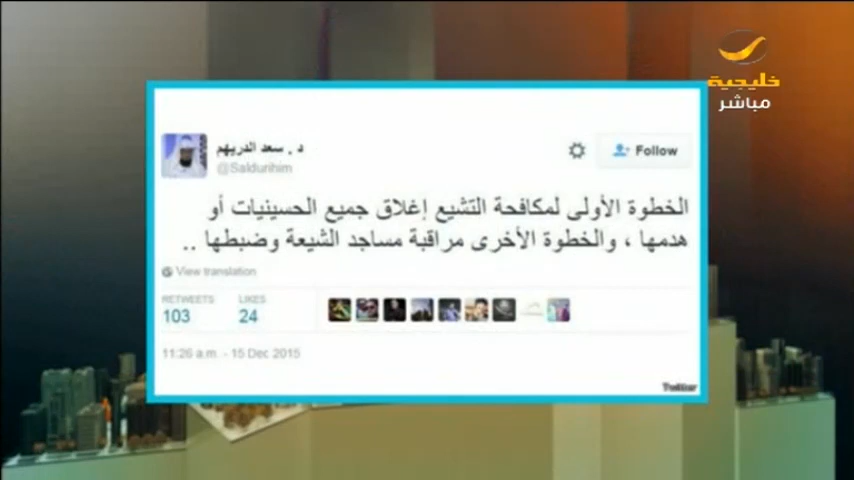 خليجية
مباشر
د . سعد الدريهم
@Saldurihim
Follow
الخطوة الأولى لمكافحة التشيع إغلاق جميع الحسينيات أو
هدمها ، والخطوة الأخرى مراقبة مساجد الشيعة وضبطها ..
View translation
RETWEETS
103
LIKES
24
11:26 a.m. - 15 Dec 2015
Twitter